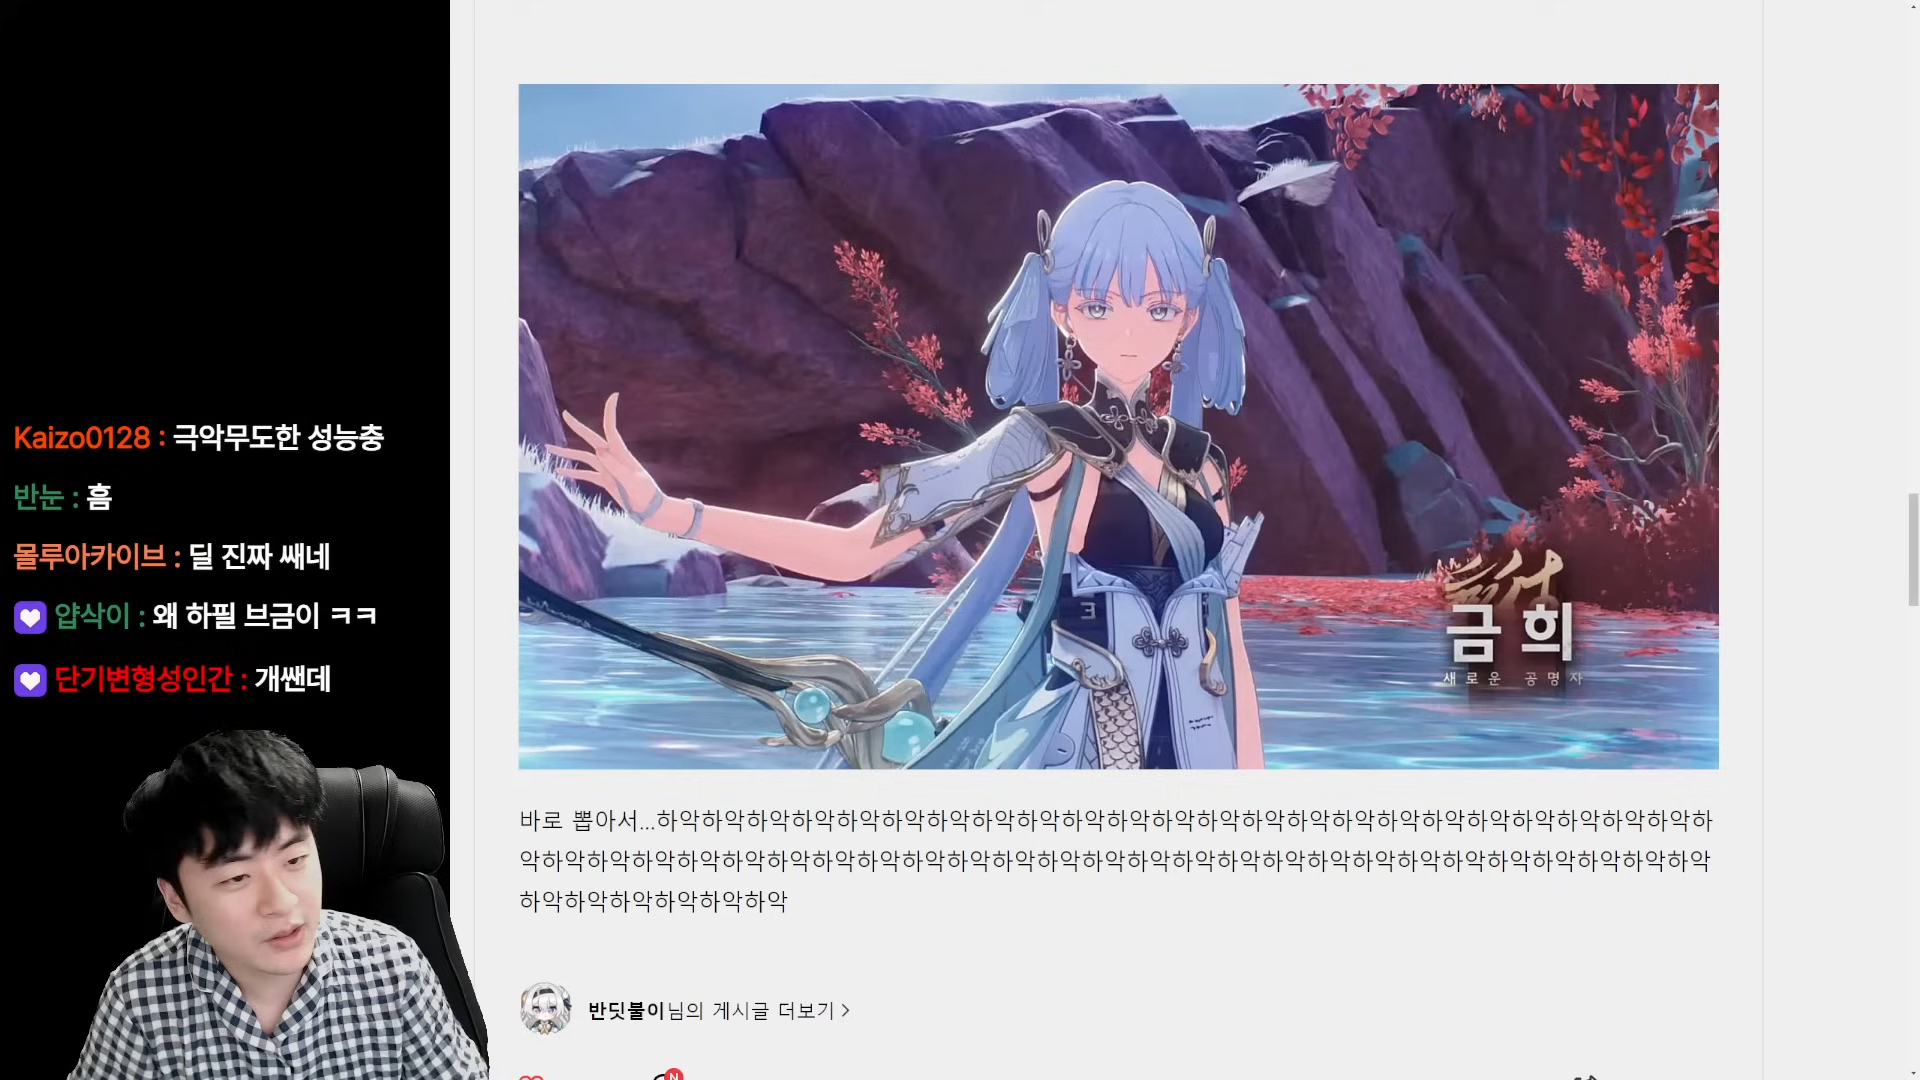 Kaizo0128 : 극악무도한 성능충
반눈 : 흠
몰루아카이브 : 딜 진짜 쌔네
얍삭이 : 왜 하필 브금이 ㅋㅋ
단기변형성인간 : 개쌘데
금희
새로운 공명자
바로 뽑아서...하악하악하악하악하악하악하악하악하악하악하악하악하악하악하악하악하악하악하악하악하악하악하악하
악하악하악하악하악하악하악하악하악하악하악하악하악하악하악하악하악하악하악하악하악하악하악하악하악하악하악
하악하악하악하악하악하악
반딧불이님의 게시글 더보기 >
N